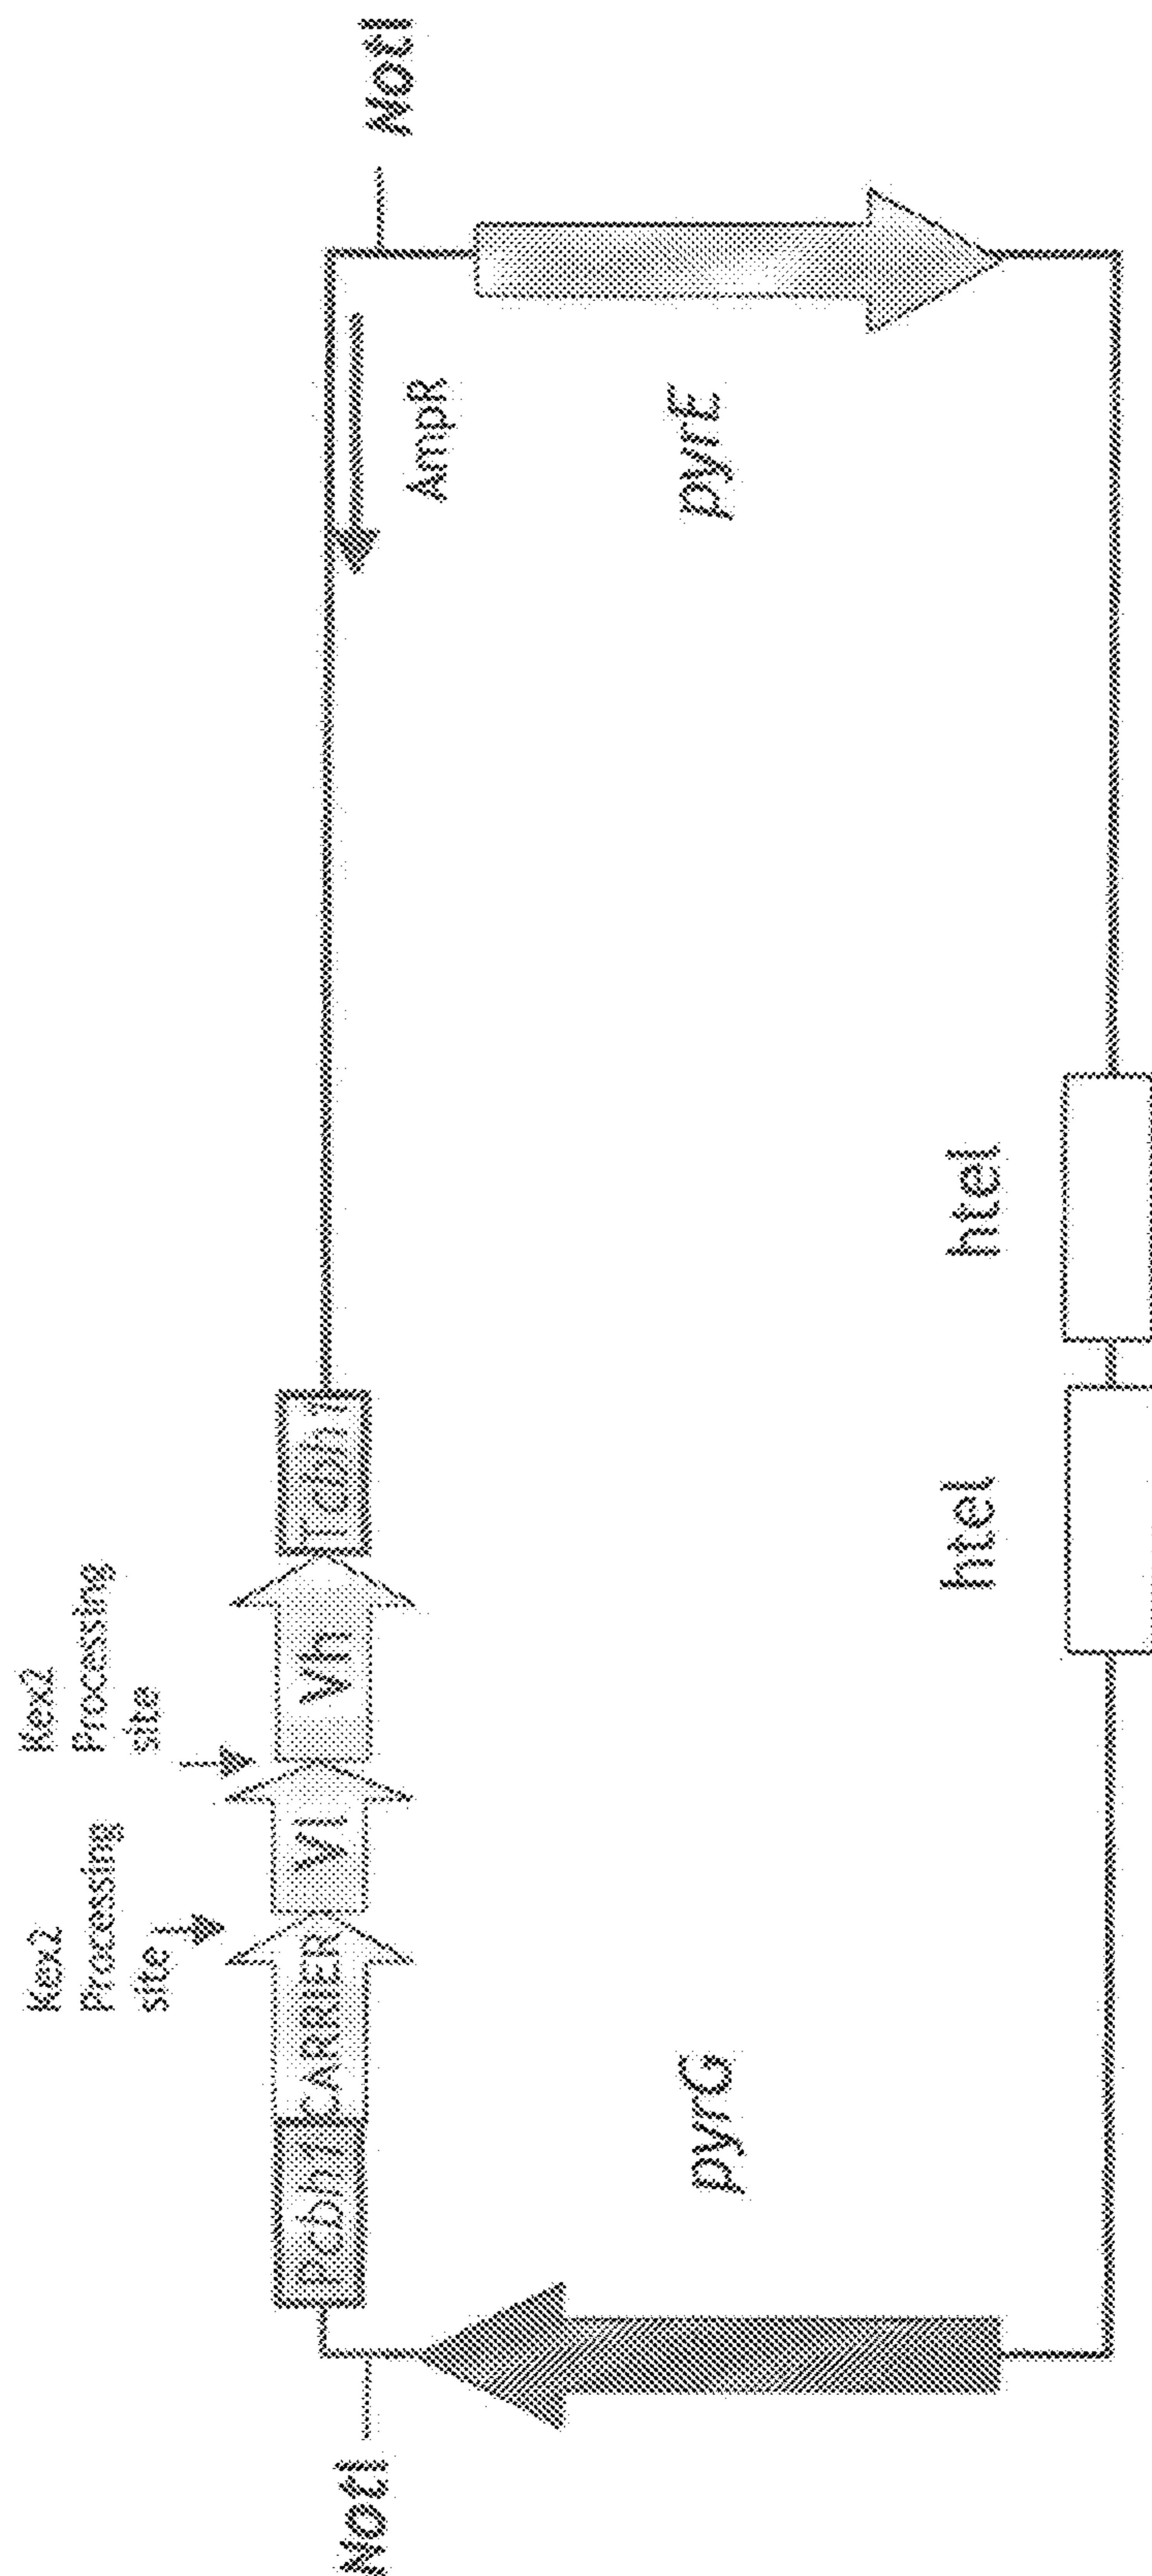 Kex2
Processing
site
Kex2
Processing
site
Pcbh1
CARRIER
Vl
Vh
Tcbh1
NotI
NotI
AmpR
pyrG
pyrE
htel
htel